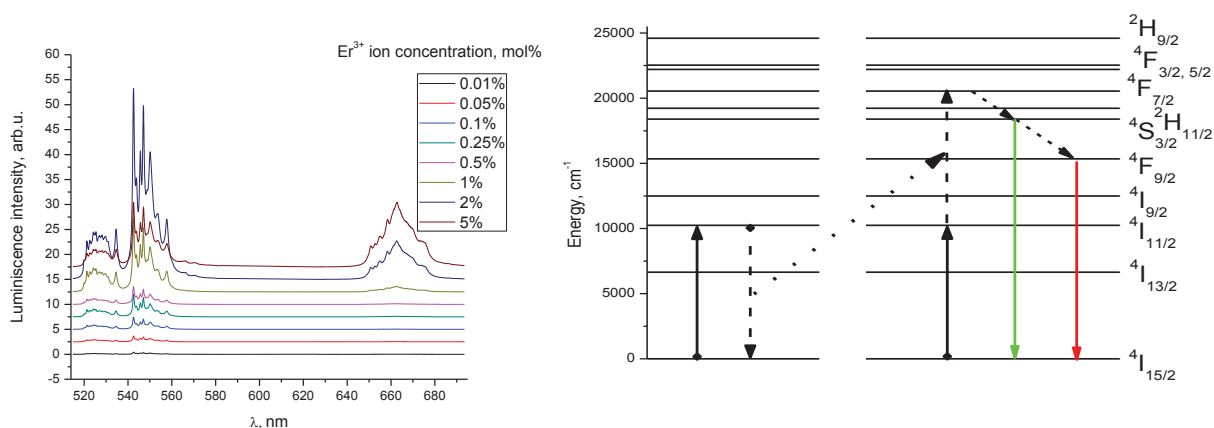 Er3+ ion concentration, mol%
0.01%
0.05%
0.1%
0.25%
0.5%
1%
2%
5%
Luminiscence intensity, arb.u.
60
55
50
45
40
35
30
25
20
15
10
5
0
-5
520 540 560 580 600 620 640 660 680
λ, nm
Energy, cm-1
25000
20000
15000
10000
5000
0
2H9/2
4F3/2, 5/2
4F7/2
2H11/2
4S3/2
4F9/2
4I9/2
4I11/2
4I13/2
4I15/2